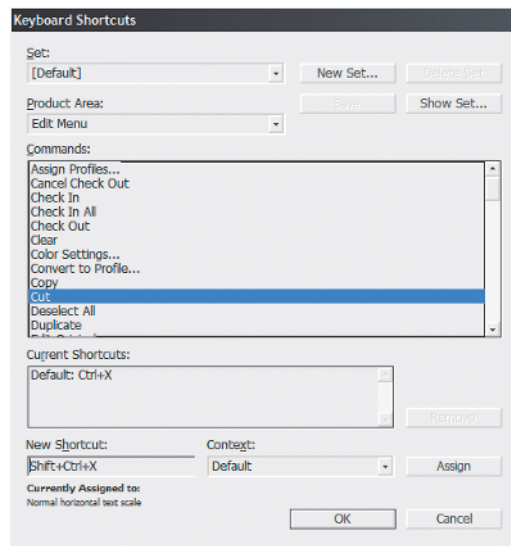 Keyboard Shortcuts
Set:
[Default]
New Set...
Delete Set
Product Area:
Save
Show Set...
Edit Menu
Commands:
Assign Profiles...
Cancel Check Out
Check In
Check In All
Check Out
Clear
Color Settings...
Convert to Profile...
Copy
Cut
Deselect All
Duplicate
Current Shortcuts:
Default: Ctrl+X
Remove
New Shortcut:
Context:
Shift+Ctrl+X
Default
Assign
Currently Assigned to:
Normal horizontal text scale
OK
Cancel